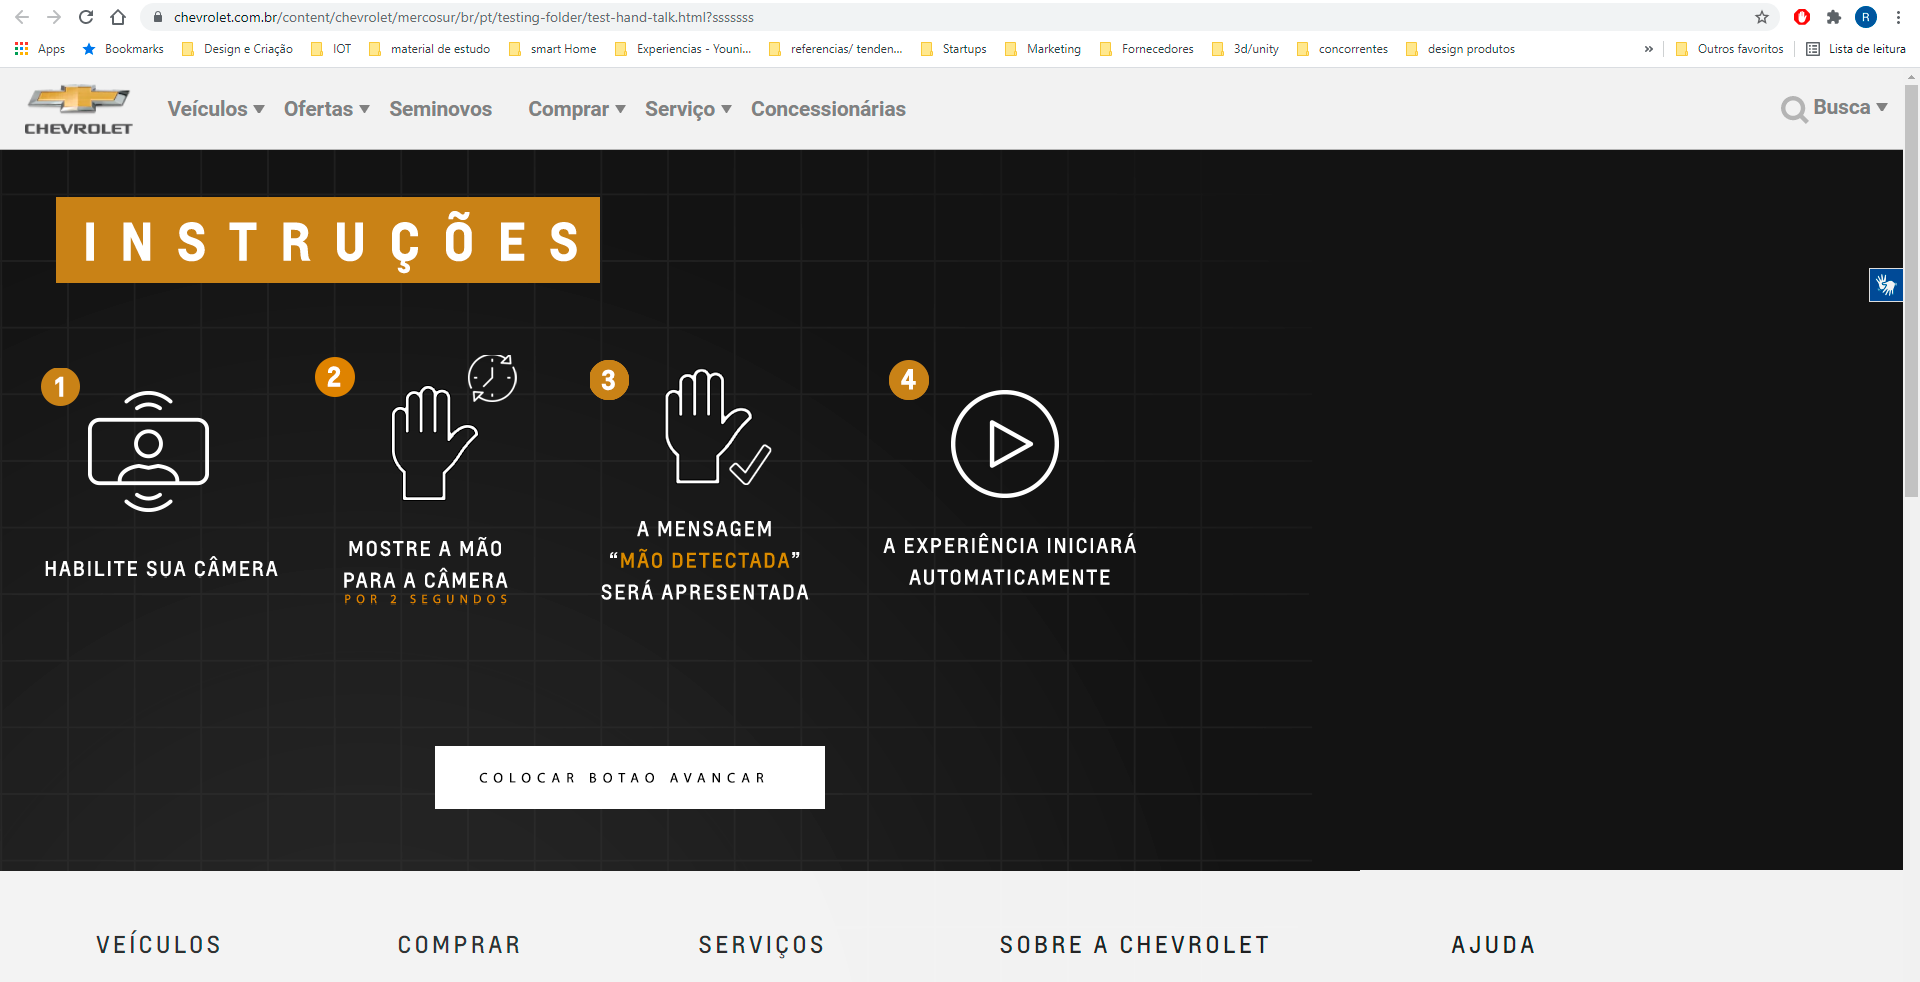 chevrolet.com.br/content/chevrolet/mercosur/br/pt/testing-folder/test-hand-talk.html?sssssss
R
Apps Bookmarks Design e Criação IOT material de estudo smart Home Experiencias - Youni... referencias/ tenden... Startups Marketing Fornecedores 3d/unity concorrentes design produtos » Outros favoritos Lista de leitura
CHEVROLET
Veículos Ofertas Seminovos Comprar Serviço Concessionárias Busca
INSTRUÇÕES
1
HABILITE SUA CÂMERA
2
MOSTRE A MÃO
PARA A CÂMERA
POR 2 SEGUNDOS
3
A MENSAGEM
“MÃO DETECTADA”
SERÁ APRESENTADA
4
A EXPERIÊNCIA INICIARÁ
AUTOMATICAMENTE
COLOCAR BOTAO AVANCAR
VEÍCULOS COMPRAR SERVIÇOS SOBRE A CHEVROLET AJUDA